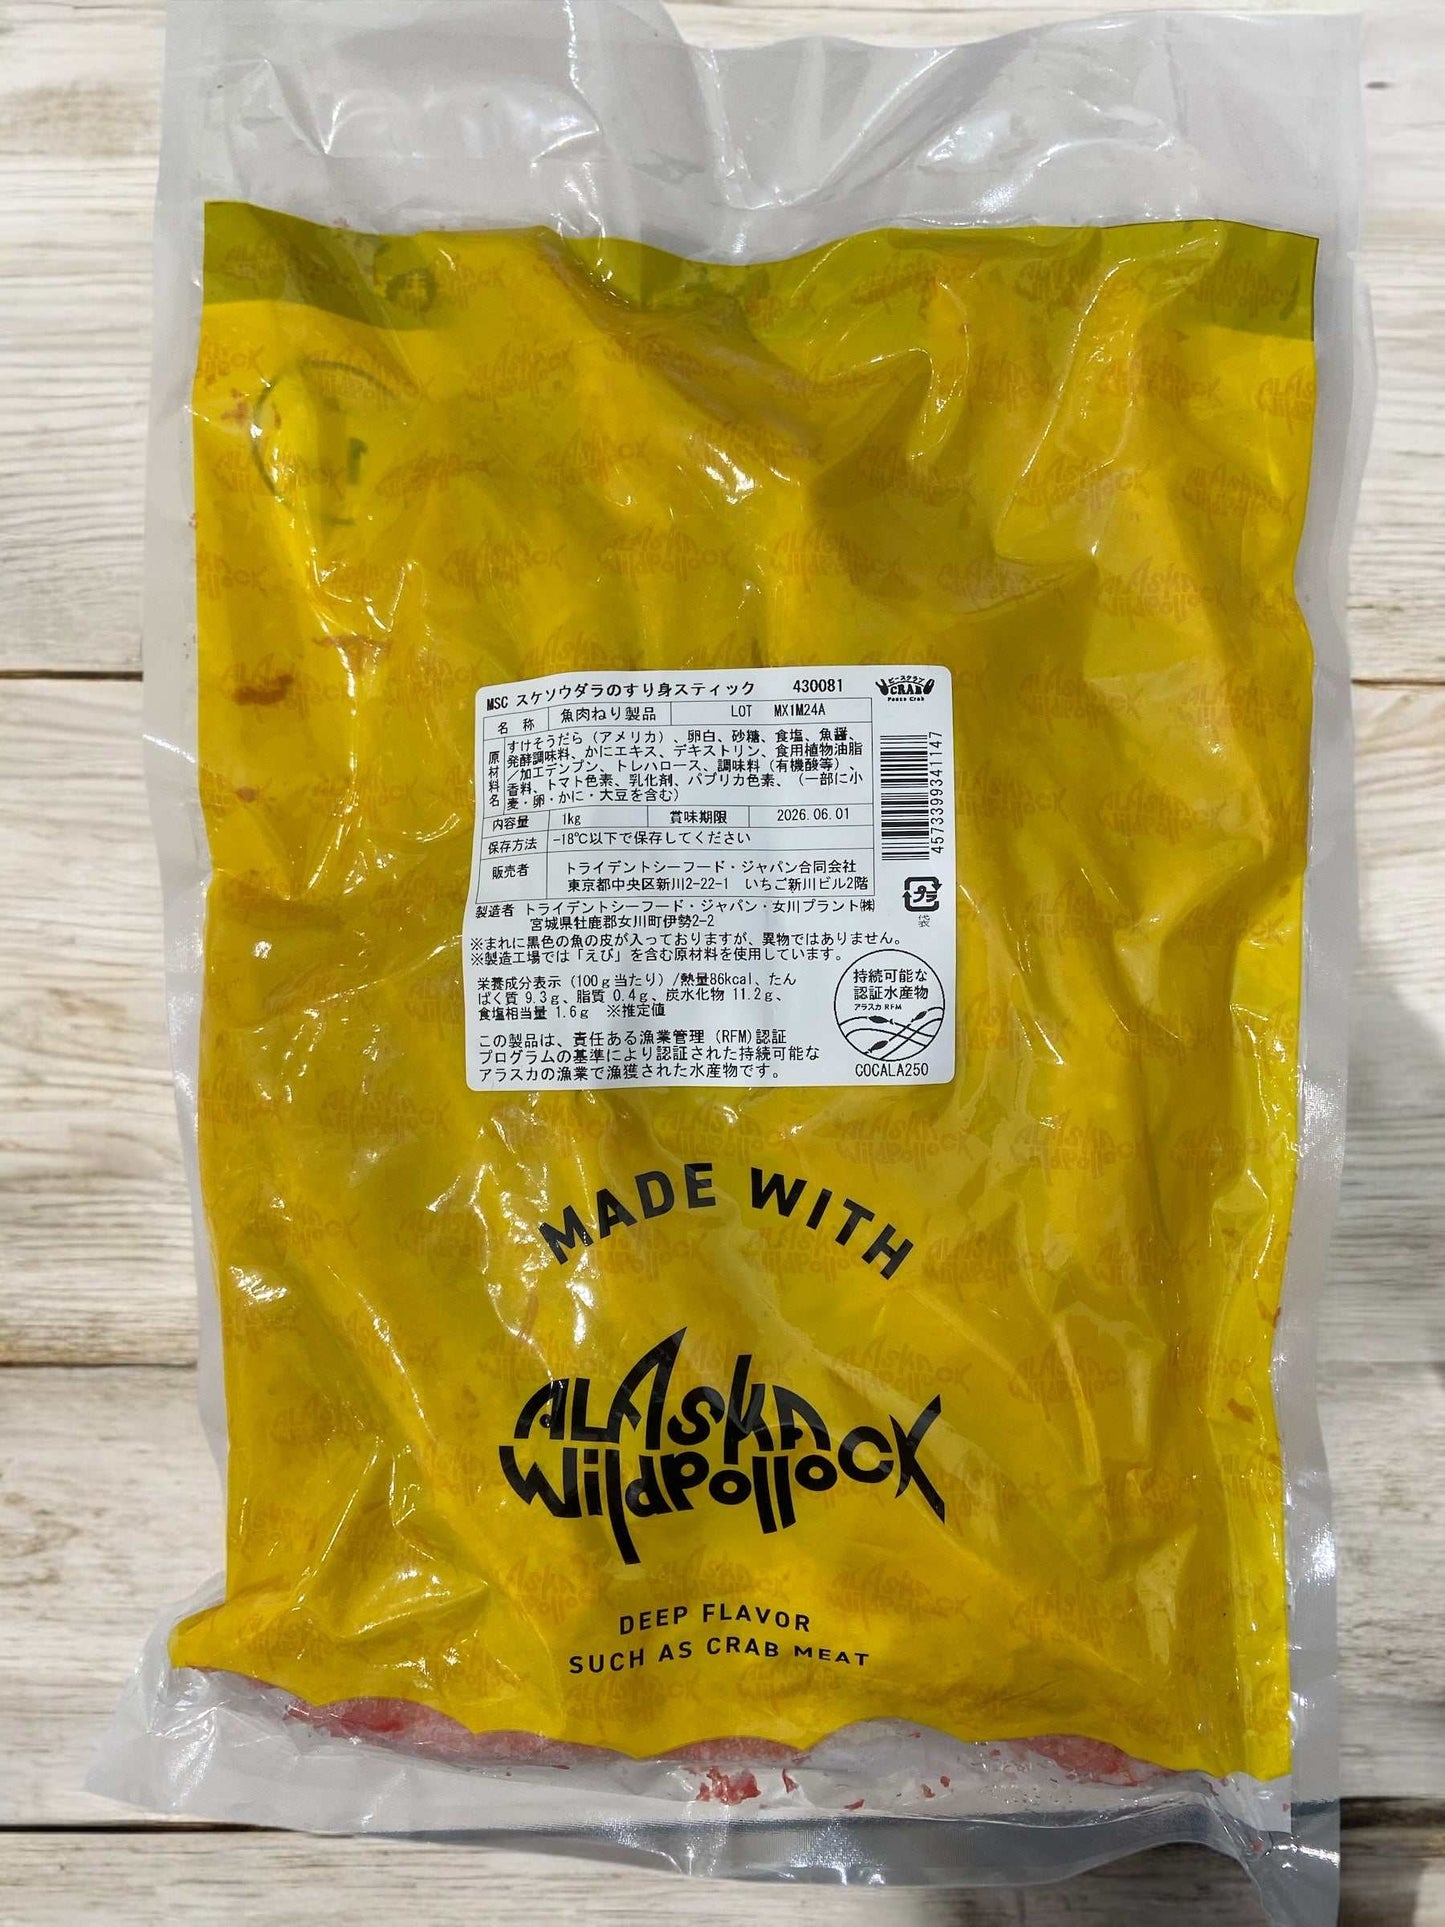 MSC スケソウダラのすり身スティック 430081
ピースクラブ
CRAB
Peace Crab
名 称 魚肉ねり製品 LOT MX1M24A
原材料名 すけそうだら（アメリカ）、卵白、砂糖、食塩、魚醤、
発酵調味料、かにエキス、デキストリン、食用植物油脂
／加工デンプン、トレハロース、調味料（有機酸等）、
香料、トマト色素、乳化剤、パプリカ色素、（一部に小
麦・卵・かに・大豆を含む）
内容量 1kg 賞味期限 2026.06.01
保存方法 -18℃以下で保存してください
販売者 トライデントシーフード・ジャパン合同会社
東京都中央区新川2-22-1 いちご新川ビル2階
製造者 トライデントシーフード・ジャパン・女川プラント㈱
宮城県牡鹿郡女川町伊勢2-2
4573399341147
プラ
袋
※まれに黒色の魚の皮が入っておりますが、異物ではありません。
※製造工場では「えび」を含む原材料を使用しています。
栄養成分表示（100g当たり）/熱量86kcal、たん
ぱく質 9.3g、脂質 0.4g、炭水化物 11.2g、
食塩相当量 1.6g ※推定値
この製品は、責任ある漁業管理（RFM)認証
プログラムの基準により認証された持続可能な
アラスカの漁業で漁獲された水産物です。
持続可能な
認証水産物
アラスカ RFM
COCALA250
MADE WITH
ALASKA
WildPollock
DEEP FLAVOR
SUCH AS CRAB MEAT